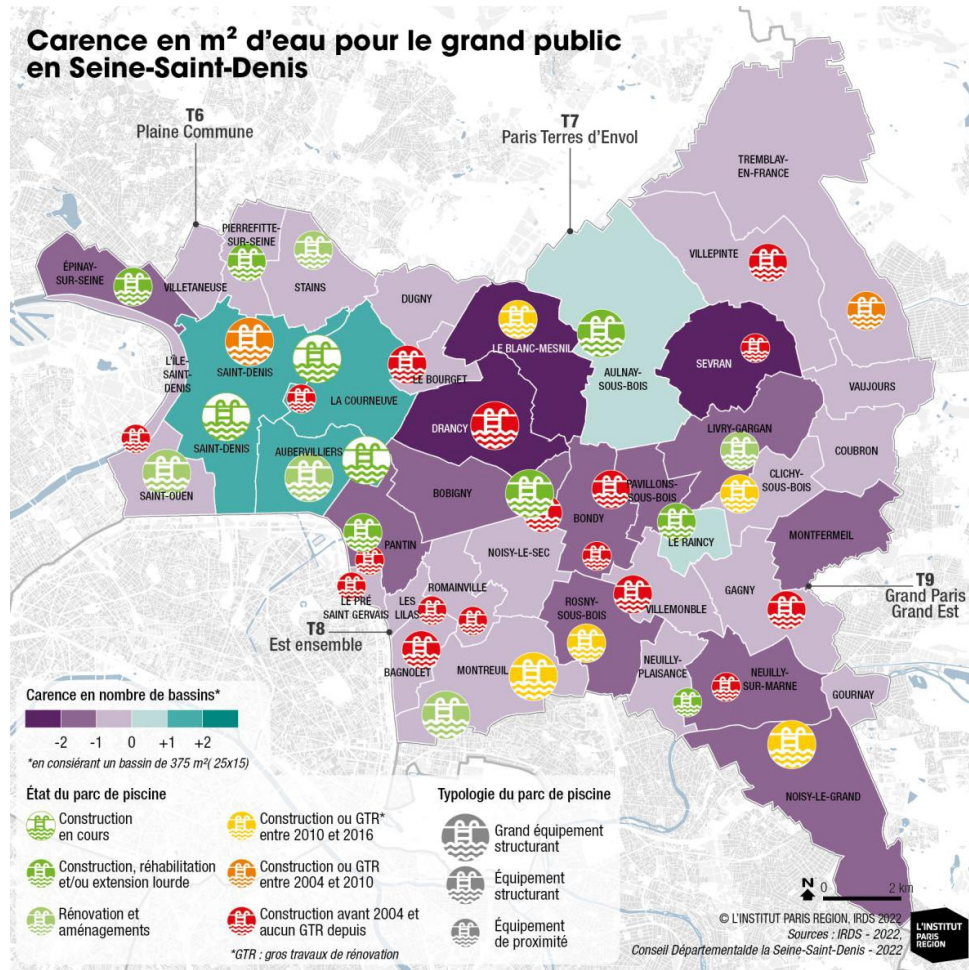 Carence en m² d'eau pour le grand public
en Seine-Saint-Denis
T6
Plaine Commune
T7
Paris Terres d'Envol
TREMBLAY-
EN-FRANCE
PIERREFITTE-
SUR-SEINE
VILLEPINTE
ÉPINAY-
SUR-SEINE
VILLETANEUSE
STAINS
DUGNY
LE BLANC-MESNIL
L'ÎLE-
SAINT-
DENIS
SAINT-DENIS
LE BOURGET
AULNAY-
SOUS-BOIS
SEVRAN
VAUJOURS
LA COURNEUVE
DRANCY
LIVRY-GARGAN
SAINT-DENIS
AUBERVILLIERS
COUBRON
CLICHY-
SOUS-BOIS
SAINT-OUEN
BOBIGNY
PAVILLONS-
SOUS-BOIS
BONDY
MONTFERMEIL
PANTIN
NOISY-LE-SEC
LE RAINCY
T9
Grand Paris
Grand Est
ROMAINVILLE
GAGNY
LE PRÉ
SAINT GERVAIS
LES
LILAS
ROSNY-
SOUS-BOIS
VILLEMONBLE
T8
Est ensemble
BAGNOLET
MONTREUIL
NEUILLY-
PLAISANCE
NEUILLY-
SUR-MARNE
GOURNAY
NOISY-LE-GRAND
Carence en nombre de bassins*
-2 -1 0 +1 +2
*en considérant un bassin de 375 m²( 25x15)
État du parc de piscine
Construction
en cours
Construction, réhabilitation
et/ou extension lourde
Rénovation et
aménagements
Construction ou GTR*
entre 2010 et 2016
Construction ou GTR
entre 2004 et 2010
Construction avant 2004 et
aucun GTR depuis
*GTR : gros travaux de rénovation
Typologie du parc de piscine
Grand équipement
structurant
Équipement
structurant
Équipement
de proximité
N
0 2 km
© L'INSTITUT PARIS REGION, IRDS 2022
Sources : IRDS - 2022,
Conseil Départementalde la Seine-Saint-Denis - 2022
L'INSTITUT
PARIS
REGION